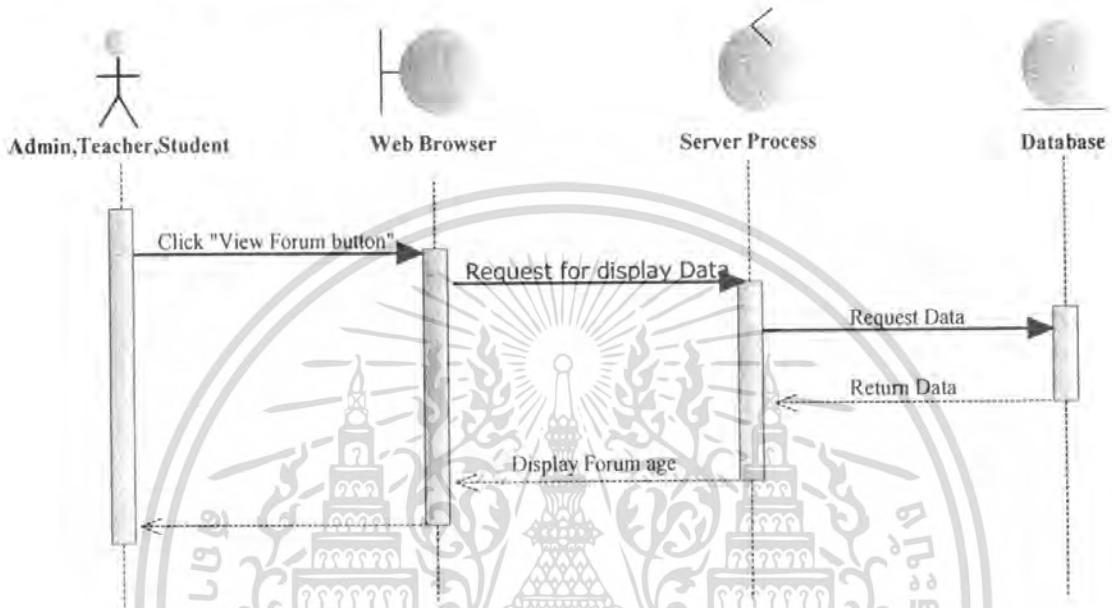 Admin,Teacher,Student
Web Browser
Server Process
Database
Click "View Forum button"
Request for display Data
Request Data
Return Data
Display Forum age